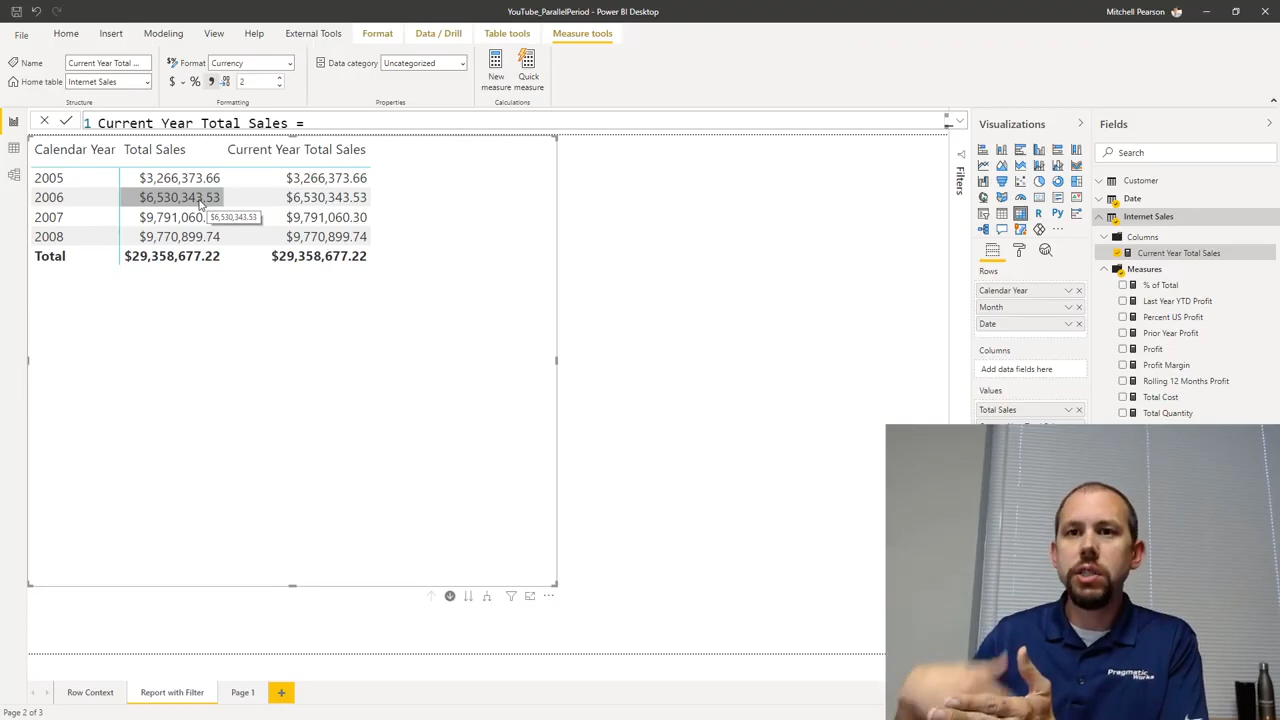 YouTube_ParallelPeriod - Power BI Desktop
Mitchell Pearson
File Home Insert Modeling View Help External Tools Format Data / Drill Table tools Measure tools
Name Current Year Total ...
Home table Internet Sales
Structure
Format Currency
$ % 2
Formatting
Data category Uncategorized
Properties
New measure
Quick measure
Calculations
1 Current Year Total Sales =
Calendar Year Total Sales Current Year Total Sales
2005 $3,266,373.66 $3,266,373.66
2006 $6,530,343.53 $6,530,343.53
2007 $9,791,060. $9,791,060.30
$6,530,343.53
2008 $9,770,899.74 $9,770,899.74
Total $29,358,677.22 $29,358,677.22
Filters
Visualizations
R Py
Rows
Calendar Year
Month
Date
Columns
Add data fields here
Values
Total Sales
Fields
Search
Customer
Date
Internet Sales
Columns
Current Year Total Sales
Measures
% of Total
Last Year YTD Profit
Percent US Profit
Prior Year Profit
Profit
Profit Margin
Rolling 12 Months Profit
Total Cost
Total Quantity
Pragmatic
Works
Row Context Report with Filter Page 1
Page 2 of 3